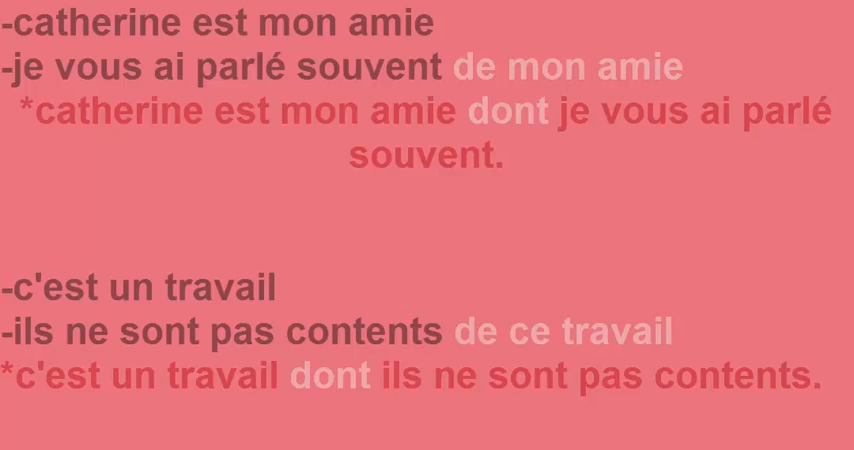 -catherine est mon amie
-je vous ai parlé souvent de mon amie
*catherine est mon amie dont je vous ai parlé
souvent.
-c'est un travail
-ils ne sont pas contents de ce travail
*c'est un travail dont ils ne sont pas contents.